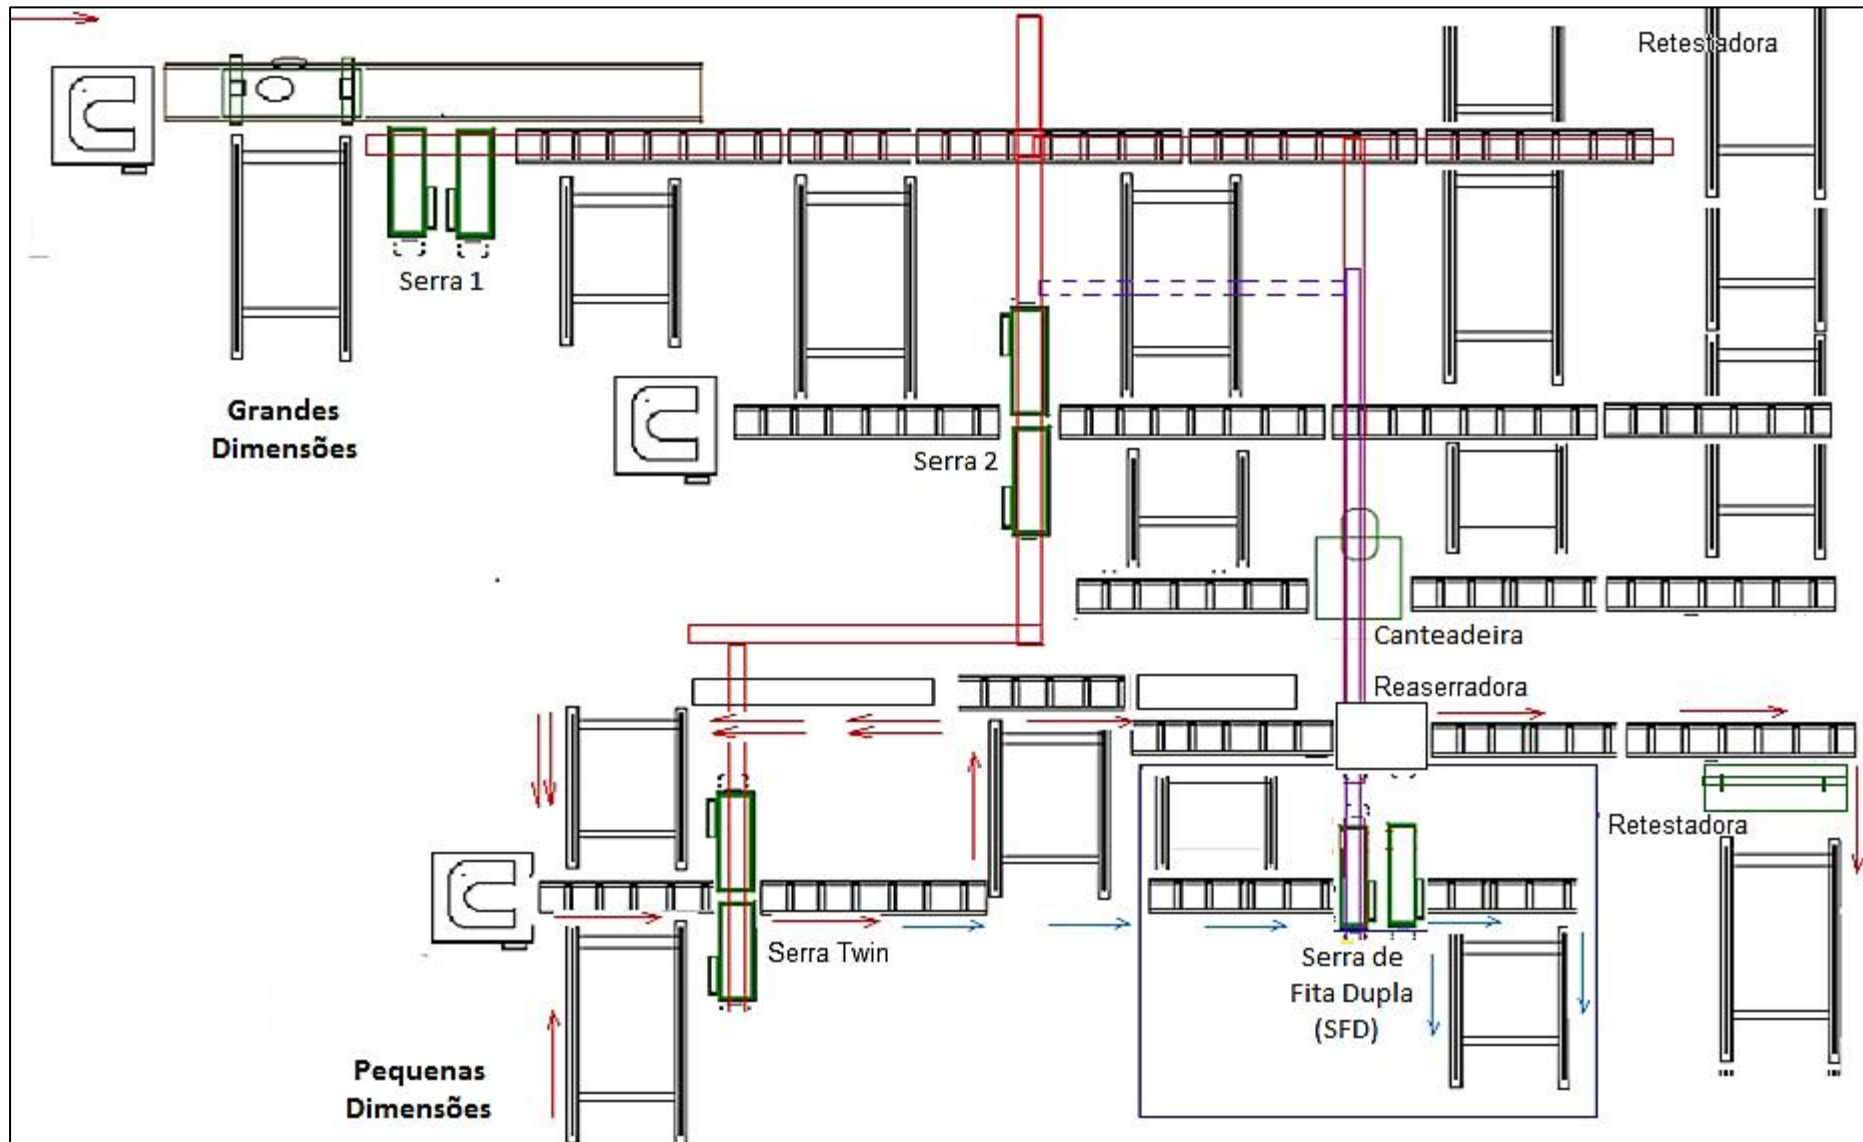 Retestadora
Serra 1
Grandes
Dimensões
Serra 2
Canteadeira
Reaserradora
Retestadora
Serra Twin
Serra de
Fita Dupla
(SFD)
Pequenas
Dimensões